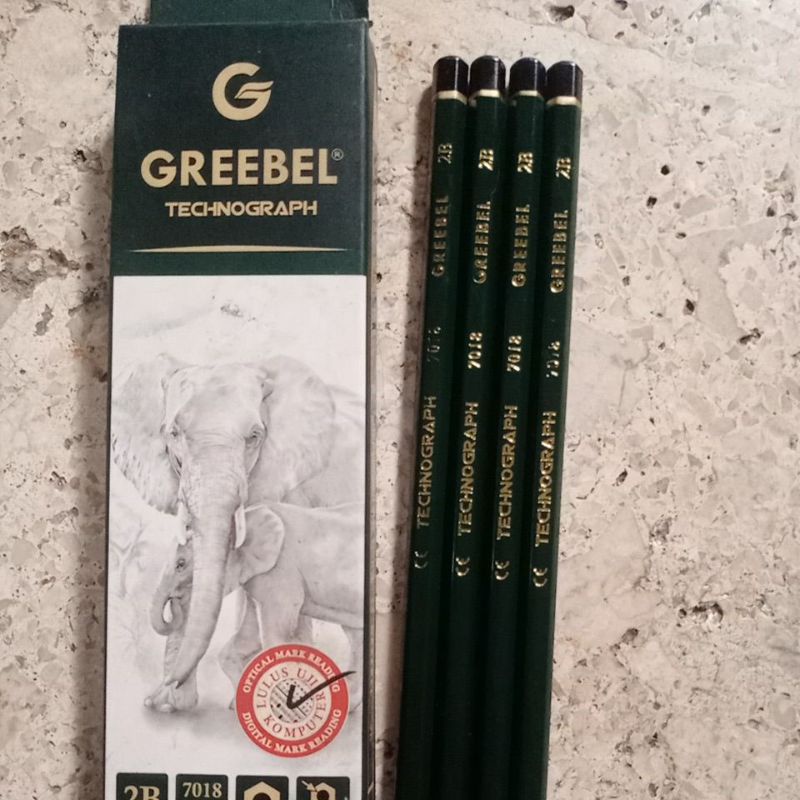 G
GREEBEL®
TECHNOGRAPH
OPTICAL MARK READING
LULUS UJI
KOMPUTER
DIGITAL MARK READING
2B
7018
CE TECHNOGRAPH 7018 GREEBEL 2B
CE TECHNOGRAPH 7018 GREEBEL 2B
CE TECHNOGRAPH 7018 GREEBEL 2B
CE TECHNOGRAPH 7018 GREEBEL 2B